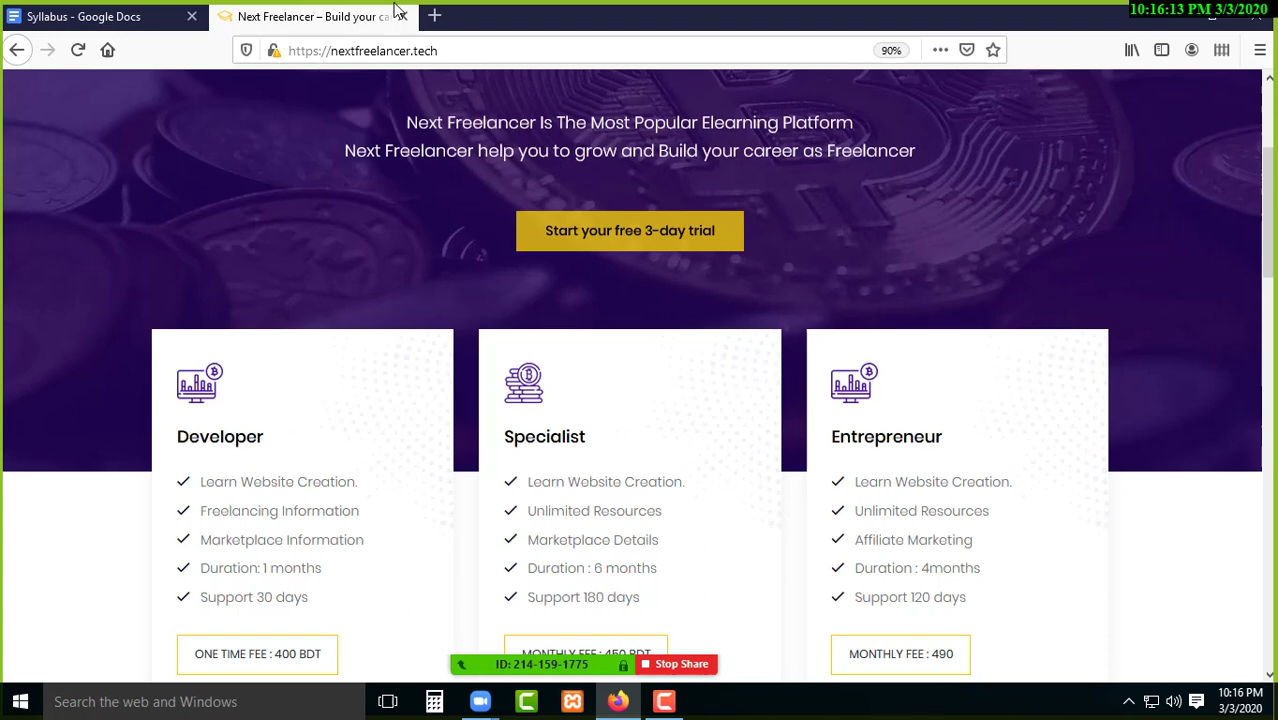 Syllabus - Google Docs
Next Freelancer – Build your ca
10:16:13 PM 3/3/2020
https://nextfreelancer.tech
90%
Next Freelancer Is The Most Popular Elearning Platform
Next Freelancer help you to grow and Build your career as Freelancer
Start your free 3-day trial
Developer
Learn Website Creation.
Freelancing Information
Marketplace Information
Duration: 1 months
Support 30 days
ONE TIME FEE : 400 BDT
Specialist
Learn Website Creation.
Unlimited Resources
Marketplace Details
Duration : 6 months
Support 180 days
MONTHLY FEE : 450 BDT
Entrepreneur
Learn Website Creation.
Unlimited Resources
Affiliate Marketing
Duration : 4months
Support 120 days
MONTHLY FEE : 490
ID: 214-159-1775
Stop Share
Search the web and Windows
10:16 PM
3/3/2020